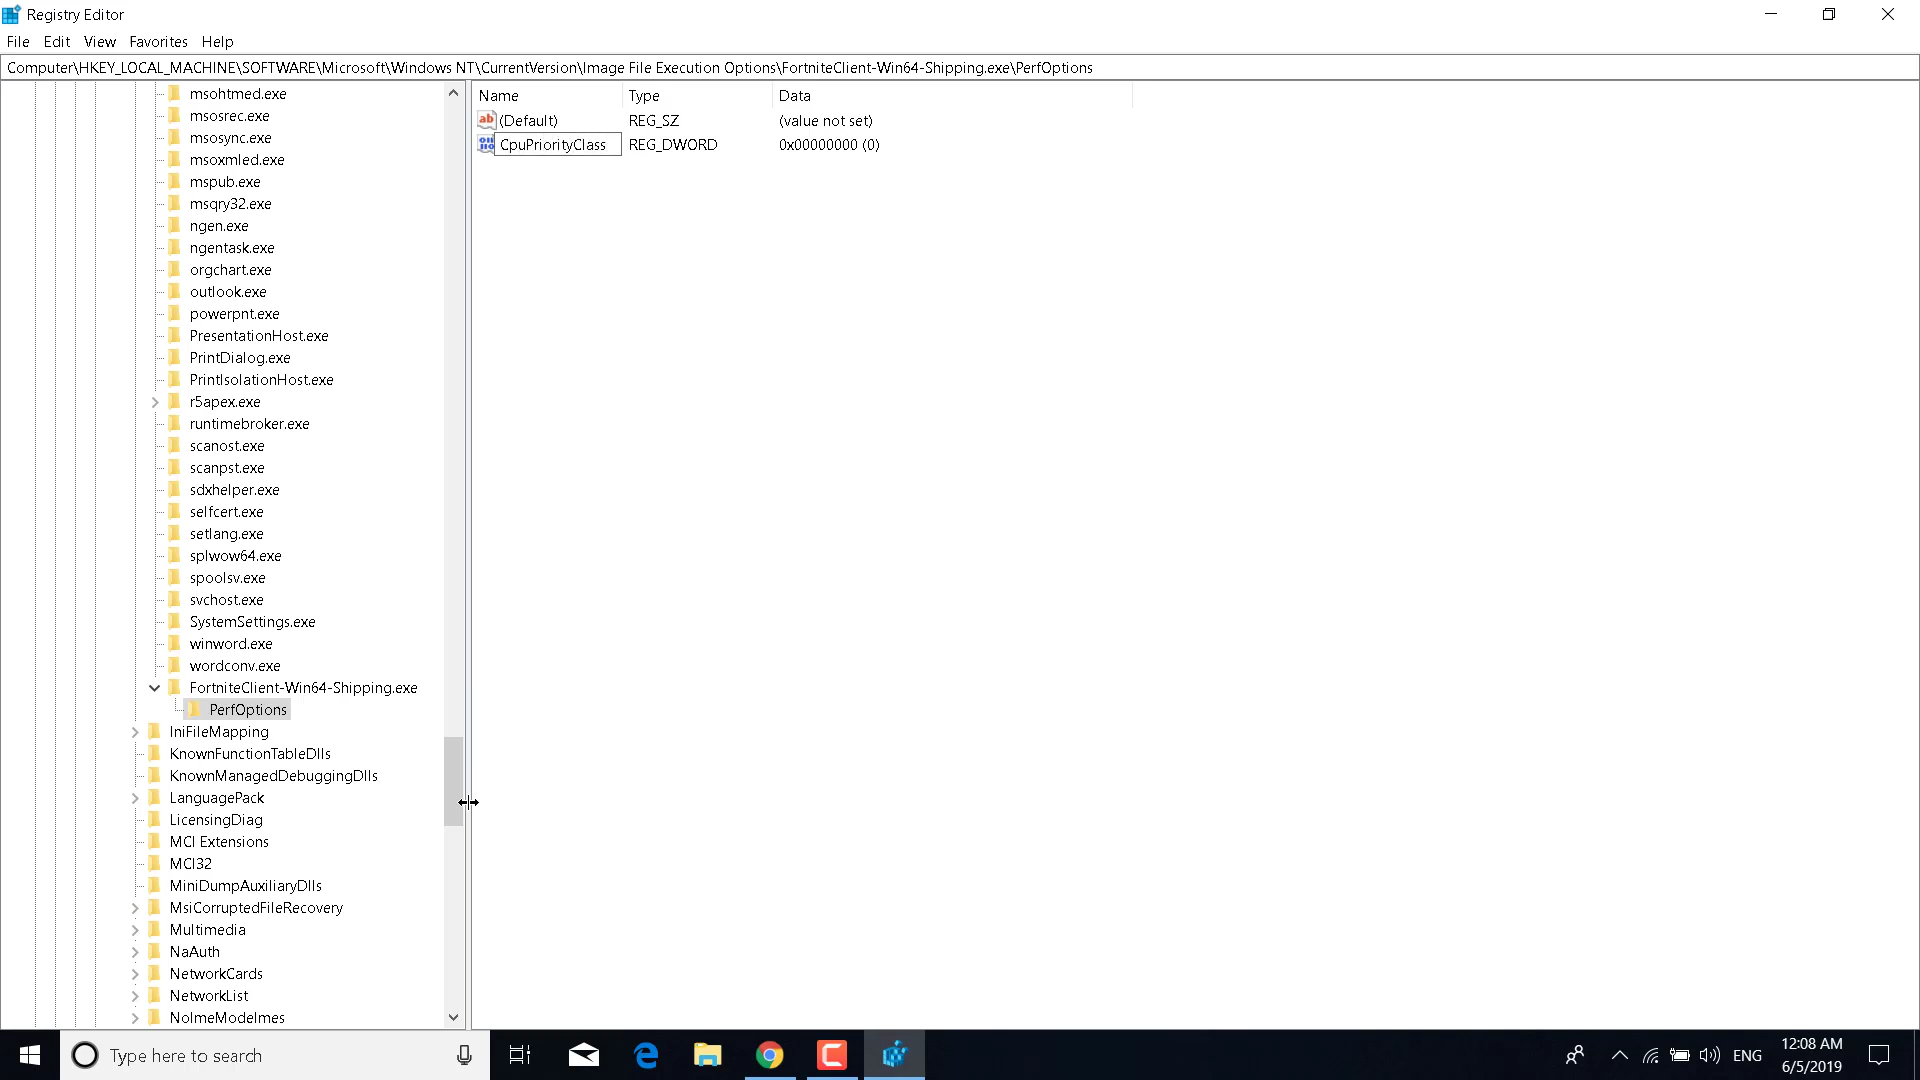 Registry Editor
File Edit View Favorites Help
Computer\HKEY_LOCAL_MACHINE\SOFTWARE\Microsoft\Windows NT\CurrentVersion\Image File Execution Options\FortniteClient-Win64-Shipping.exe\PerfOptions
msohtmed.exe
msosrec.exe
msosync.exe
msoxmled.exe
mspub.exe
msqry32.exe
ngen.exe
ngentask.exe
orgchart.exe
outlook.exe
powerpnt.exe
PresentationHost.exe
PrintDialog.exe
PrintIsolationHost.exe
r5apex.exe
runtimebroker.exe
scanost.exe
scanpst.exe
sdxhelper.exe
selfcert.exe
setlang.exe
splwow64.exe
spoolsv.exe
svchost.exe
SystemSettings.exe
winword.exe
wordconv.exe
FortniteClient-Win64-Shipping.exe
PerfOptions
IniFileMapping
KnownFunctionTableDlls
KnownManagedDebuggingDlls
LanguagePack
LicensingDiag
MCI Extensions
MCI32
MiniDumpAuxiliaryDlls
MsiCorruptedFileRecovery
Multimedia
NaAuth
NetworkCards
NetworkList
NoImeModeImes
Name Type Data
(Default) REG_SZ (value not set)
CpuPriorityClass REG_DWORD 0x00000000 (0)
Type here to search
ENG
12:08 AM
6/5/2019